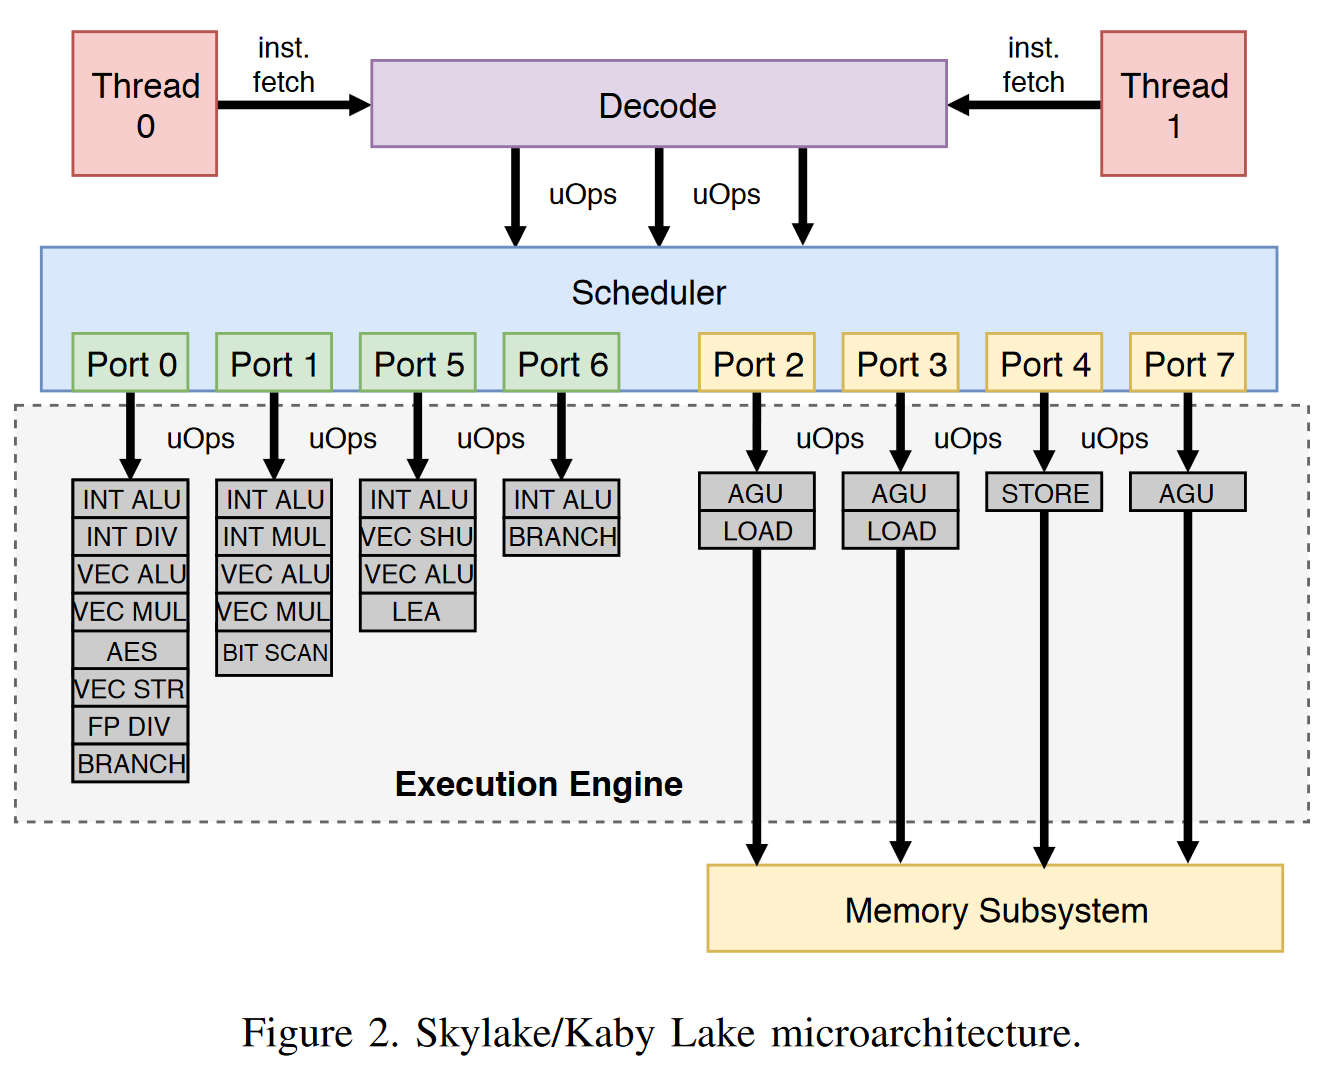 Thread
0
inst.
fetch
Decode
inst.
fetch
Thread
1
uOps
uOps
Scheduler
Port 0
Port 1
Port 5
Port 6
Port 2
Port 3
Port 4
Port 7
uOps
uOps
uOps
uOps
uOps
uOps
INT ALU
INT DIV
VEC ALU
VEC MUL
AES
VEC STR
FP DIV
BRANCH
INT ALU
INT MUL
VEC ALU
VEC MUL
BIT SCAN
INT ALU
VEC SHU
VEC ALU
LEA
INT ALU
BRANCH
AGU
LOAD
AGU
LOAD
STORE
AGU
Execution Engine
Memory Subsystem
Figure 2. Skylake/Kaby Lake microarchitecture.